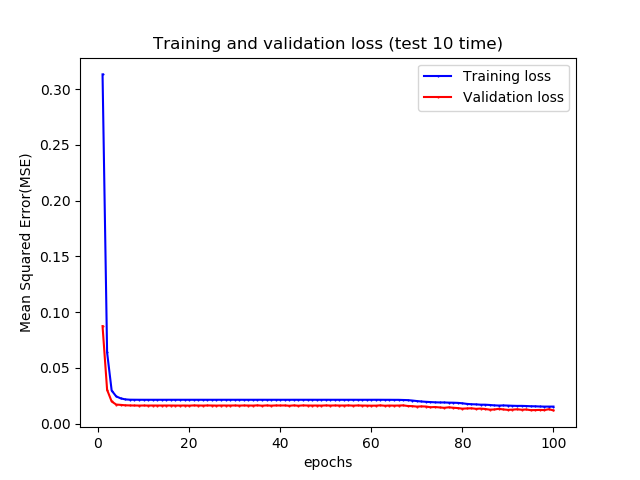 Training and validation loss (test 10 time)
Training loss
Validation loss
Mean Squared Error(MSE)
0.30
0.25
0.20
0.15
0.10
0.05
0.00
0 20 40 60 80 100
epochs